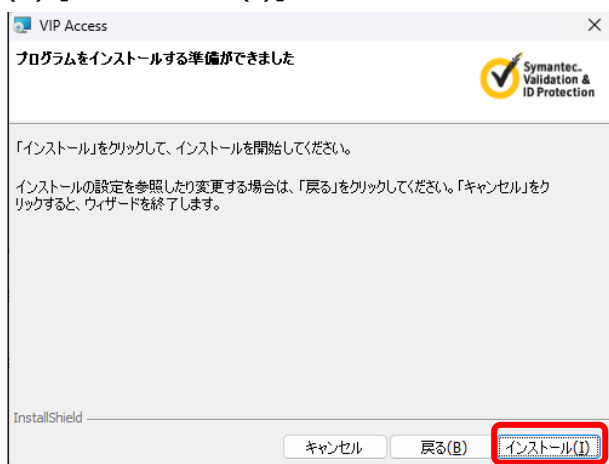 VIP Access
プログラムをインストールする準備ができました
Symantec.
Validation &
ID Protection
「インストール」をクリックして、インストールを開始してください。
インストールの設定を参照したり変更する場合は、「戻る」をクリックしてください。「キャンセル」をク
リックすると、ウィザードを終了します。
InstallShield
キャンセル
戻る(B)
インストール(I)